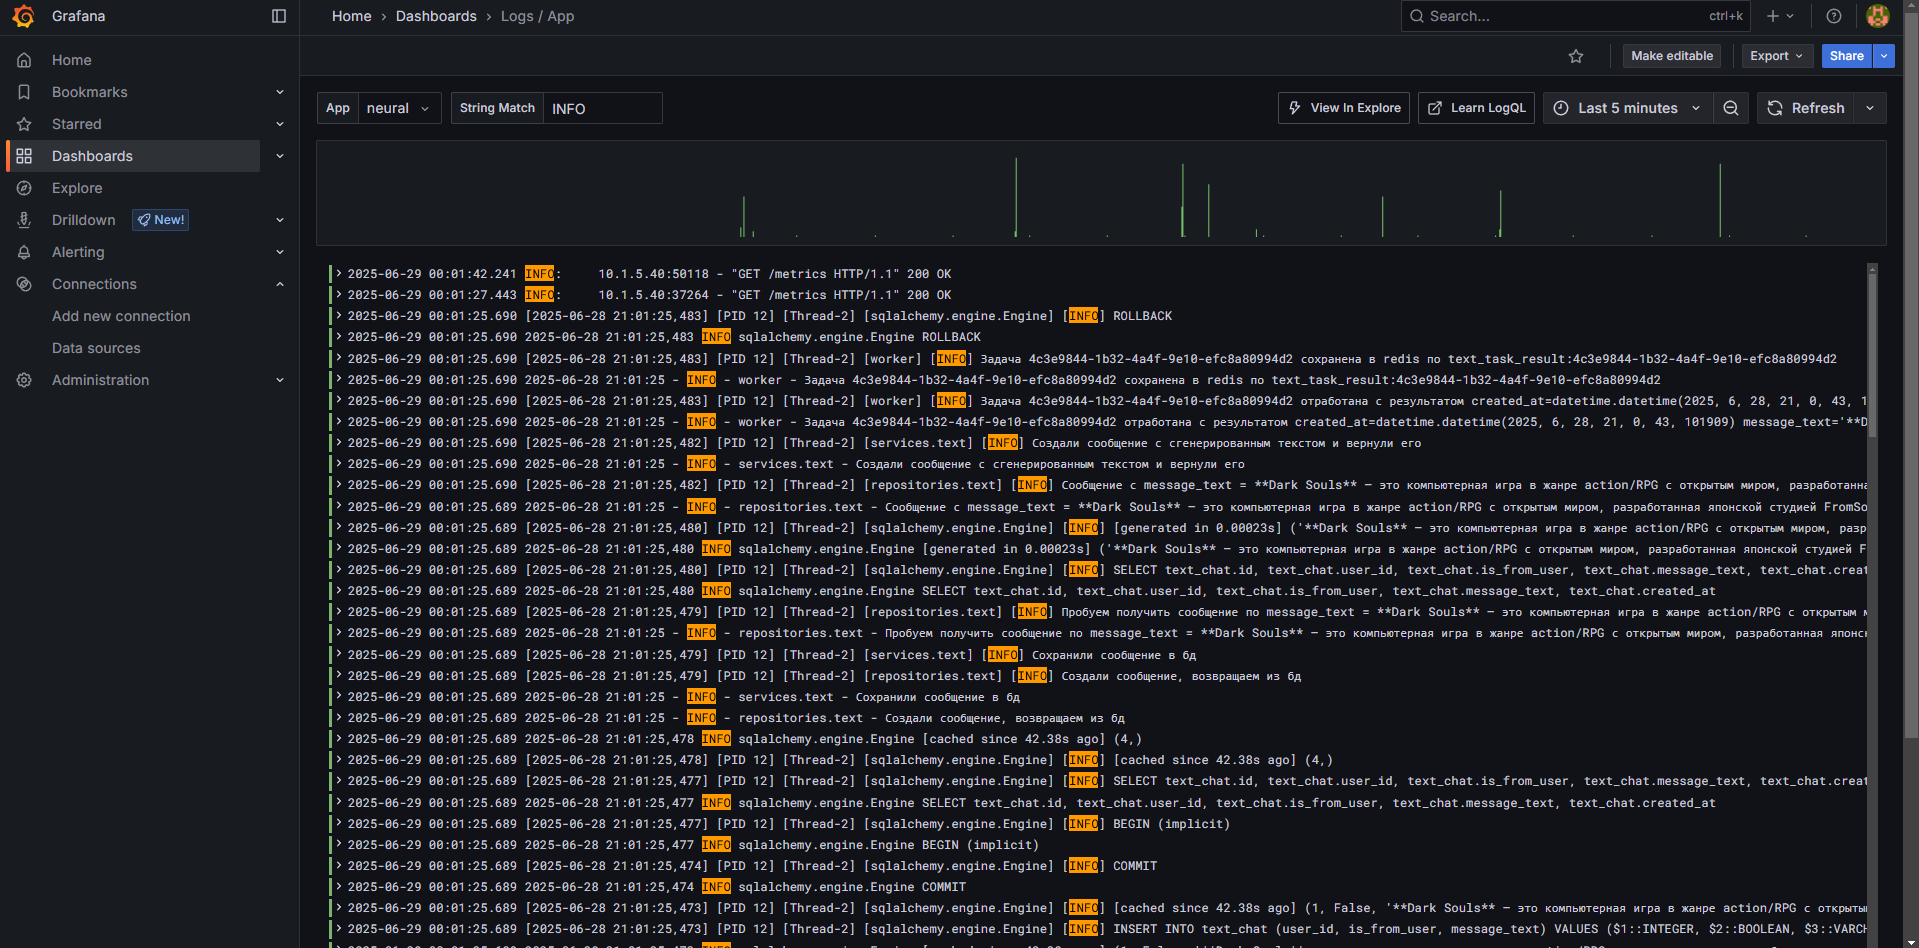 Grafana
Home › Dashboards › Logs / App
Search...
ctrl+k
Home
Bookmarks
Starred
Dashboards
Explore
Drilldown New!
Alerting
Connections
Add new connection
Data sources
Administration
Make editable
Export
Share
App neural
String Match INFO
View In Explore
Learn LogQL
Last 5 minutes
Refresh
2025-06-29 00:01:42.241 INFO: 10.1.5.40:50118 - "GET /metrics HTTP/1.1" 200 OK
2025-06-29 00:01:27.443 INFO: 10.1.5.40:37264 - "GET /metrics HTTP/1.1" 200 OK
2025-06-29 00:01:25.690 [2025-06-28 21:01:25,483] [PID 12] [Thread-2] [sqlalchemy.engine.Engine] [INFO] ROLLBACK
2025-06-29 00:01:25.690 2025-06-28 21:01:25,483 INFO sqlalchemy.engine.Engine ROLLBACK
2025-06-29 00:01:25.690 [2025-06-28 21:01:25,483] [PID 12] [Thread-2] [worker] [INFO] Задача 4c3e9844-1b32-4a4f-9e10-efc8a80994d2 сохранена в redis по text_task_result:4c3e9844-1b32-4a4f-9e10-efc8a80994d2
2025-06-29 00:01:25.690 2025-06-28 21:01:25 - INFO - worker - Задача 4c3e9844-1b32-4a4f-9e10-efc8a80994d2 сохранена в redis по text_task_result:4c3e9844-1b32-4a4f-9e10-efc8a80994d2
2025-06-29 00:01:25.690 [2025-06-28 21:01:25,483] [PID 12] [Thread-2] [worker] [INFO] Задача 4c3e9844-1b32-4a4f-9e10-efc8a80994d2 отработана с результатом created_at=datetime.datetime(2025, 6, 28, 21, 0, 43, 1
2025-06-29 00:01:25.690 2025-06-28 21:01:25 - INFO - worker - Задача 4c3e9844-1b32-4a4f-9e10-efc8a80994d2 отработана с результатом created_at=datetime.datetime(2025, 6, 28, 21, 0, 43, 101909) message_text='**D
2025-06-29 00:01:25.690 [2025-06-28 21:01:25,482] [PID 12] [Thread-2] [services.text] [INFO] Создали сообщение с сгенерированным текстом и вернули его
2025-06-29 00:01:25.690 2025-06-28 21:01:25 - INFO - services.text - Создали сообщение с сгенерированным текстом и вернули его
2025-06-29 00:01:25.690 [2025-06-28 21:01:25,482] [PID 12] [Thread-2] [repositories.text] [INFO] Сообщение с message_text = **Dark Souls** — это компьютерная игра в жанре action/RPG с открытым миром, разработанна
2025-06-29 00:01:25.689 2025-06-28 21:01:25 - INFO - repositories.text - Сообщение с message_text = **Dark Souls** — это компьютерная игра в жанре action/RPG с открытым миром, разработанная японской студией FromSo
2025-06-29 00:01:25.689 [2025-06-28 21:01:25,480] [PID 12] [Thread-2] [sqlalchemy.engine.Engine] [INFO] [generated in 0.00023s] ('**Dark Souls** — это компьютерная игра в жанре action/RPG с открытым миром, разр
2025-06-29 00:01:25.689 2025-06-28 21:01:25,480 INFO sqlalchemy.engine.Engine [generated in 0.00023s] ('**Dark Souls** — это компьютерная игра в жанре action/RPG с открытым миром, разработанная японской студией F
2025-06-29 00:01:25.689 [2025-06-28 21:01:25,480] [PID 12] [Thread-2] [sqlalchemy.engine.Engine] [INFO] SELECT text_chat.id, text_chat.user_id, text_chat.is_from_user, text_chat.message_text, text_chat.creat
2025-06-29 00:01:25.689 2025-06-28 21:01:25,480 INFO sqlalchemy.engine.Engine SELECT text_chat.id, text_chat.user_id, text_chat.is_from_user, text_chat.message_text, text_chat.created_at
2025-06-29 00:01:25.689 [2025-06-28 21:01:25,479] [PID 12] [Thread-2] [repositories.text] [INFO] Пробуем получить сообщение по message_text = **Dark Souls** — это компьютерная игра в жанре action/RPG с открытым м
2025-06-29 00:01:25.689 2025-06-28 21:01:25 - INFO - repositories.text - Пробуем получить сообщение по message_text = **Dark Souls** — это компьютерная игра в жанре action/RPG с открытым миром, разработанная японск
2025-06-29 00:01:25.689 [2025-06-28 21:01:25,479] [PID 12] [Thread-2] [services.text] [INFO] Сохранили сообщение в бд
2025-06-29 00:01:25.689 [2025-06-28 21:01:25,479] [PID 12] [Thread-2] [repositories.text] [INFO] Создали сообщение, возвращаем из бд
2025-06-29 00:01:25.689 2025-06-28 21:01:25 - INFO - services.text - Сохранили сообщение в бд
2025-06-29 00:01:25.689 2025-06-28 21:01:25 - INFO - repositories.text - Создали сообщение, возвращаем из бд
2025-06-29 00:01:25.689 2025-06-28 21:01:25,478 INFO sqlalchemy.engine.Engine [cached since 42.38s ago] (4,)
2025-06-29 00:01:25.689 [2025-06-28 21:01:25,478] [PID 12] [Thread-2] [sqlalchemy.engine.Engine] [INFO] [cached since 42.38s ago] (4,)
2025-06-29 00:01:25.689 [2025-06-28 21:01:25,477] [PID 12] [Thread-2] [sqlalchemy.engine.Engine] [INFO] SELECT text_chat.id, text_chat.user_id, text_chat.is_from_user, text_chat.message_text, text_chat.creat
2025-06-29 00:01:25.689 2025-06-28 21:01:25,477 INFO sqlalchemy.engine.Engine SELECT text_chat.id, text_chat.user_id, text_chat.is_from_user, text_chat.message_text, text_chat.created_at
2025-06-29 00:01:25.689 [2025-06-28 21:01:25,477] [PID 12] [Thread-2] [sqlalchemy.engine.Engine] [INFO] BEGIN (implicit)
2025-06-29 00:01:25.689 2025-06-28 21:01:25,477 INFO sqlalchemy.engine.Engine BEGIN (implicit)
2025-06-29 00:01:25.689 [2025-06-28 21:01:25,474] [PID 12] [Thread-2] [sqlalchemy.engine.Engine] [INFO] COMMIT
2025-06-29 00:01:25.689 2025-06-28 21:01:25,474 INFO sqlalchemy.engine.Engine COMMIT
2025-06-29 00:01:25.689 [2025-06-28 21:01:25,473] [PID 12] [Thread-2] [sqlalchemy.engine.Engine] [INFO] [cached since 42.38s ago] (1, False, '**Dark Souls** — это компьютерная игра в жанре action/RPG с открытым
2025-06-29 00:01:25.689 [2025-06-28 21:01:25,473] [PID 12] [Thread-2] [sqlalchemy.engine.Engine] [INFO] INSERT INTO text_chat (user_id, is_from_user, message_text) VALUES ($1::INTEGER, $2::BOOLEAN, $3::VARCH